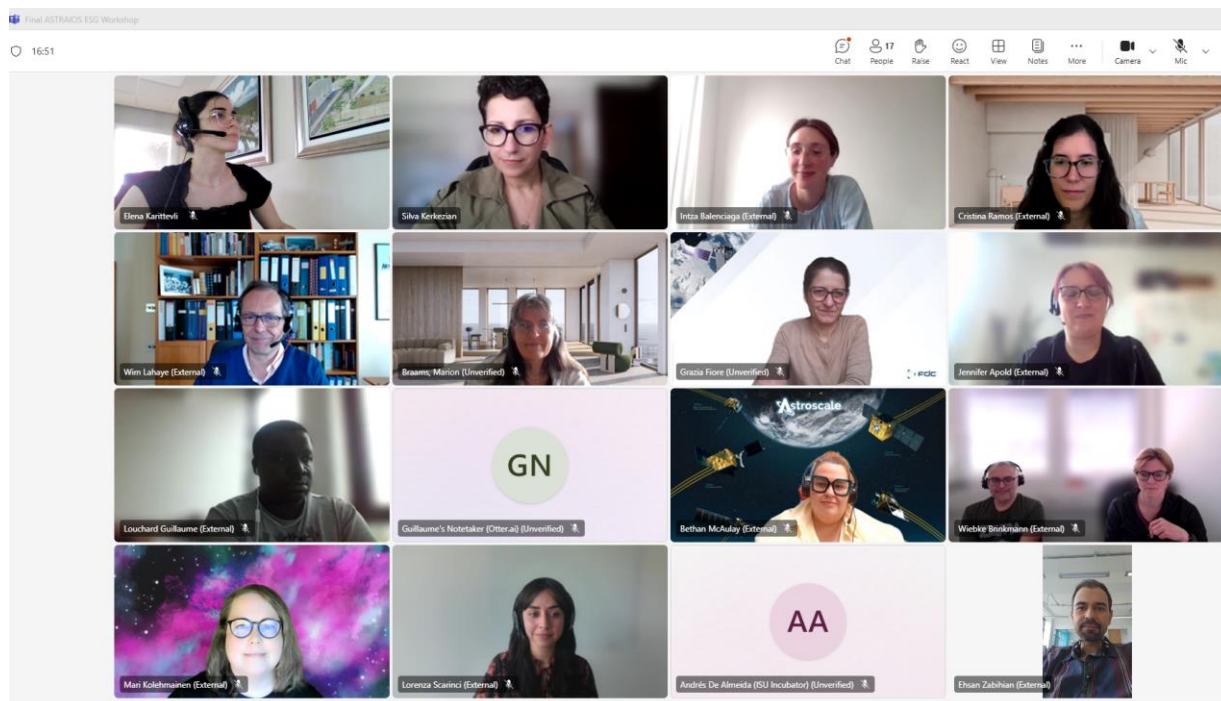 Final ASTRAIOS ESG Workshop
16:51
17
Chat People Raise React View Notes More Camera Mic
Elena Karittevli
Silva Kerkezian
Intza Balenciaga (External)
Cristina Ramos (External)
Wim Lahaye (External)
Braams, Marion (Unverified)
Grazia Fiore (Unverified)
FDC
Jennifer Apold (External)
Louchard Guillaume (External)
GN
Guillaume's Notetaker (Otter.ai) (Unverified)
Astroscale
Bethan McAulay (External)
Wiebke Brinkmann (External)
Mari Kolehmainen (External)
Lorenza Scarinci (External)
AA
Andrés De Almeida (ISU Incubator) (Unverified)
Ehsan Zabihian (External)